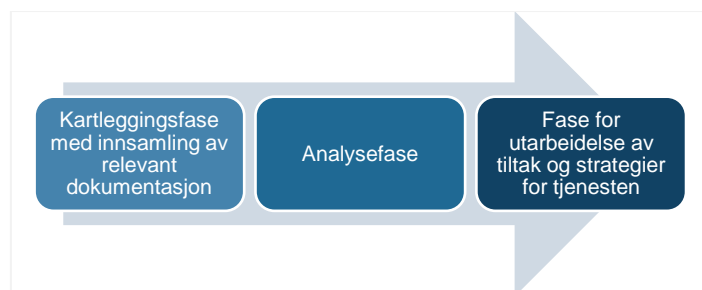 Kartleggingsfase
med innsamling av
relevant
dokumentasjon
Analysefase
Fase for
utarbeidelse av
tiltak og strategier
for tjenesten